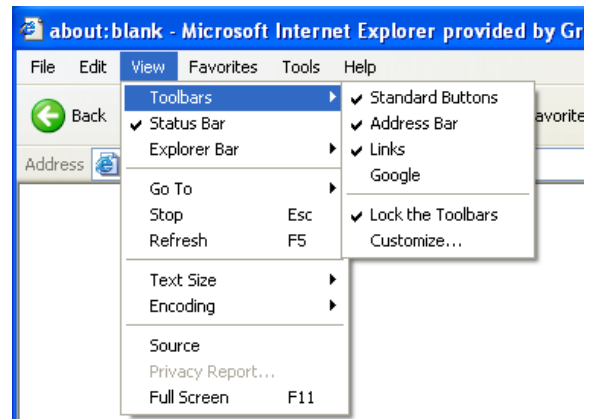 about:blank - Microsoft Internet Explorer provided by Gr
File Edit View Favorites Tools Help
Back
avorite
Address
Toolbars
Status Bar
Explorer Bar
Go To
Stop Esc
Refresh F5
Text Size
Encoding
Source
Privacy Report...
Full Screen F11
Standard Buttons
Address Bar
Links
Google
Lock the Toolbars
Customize...